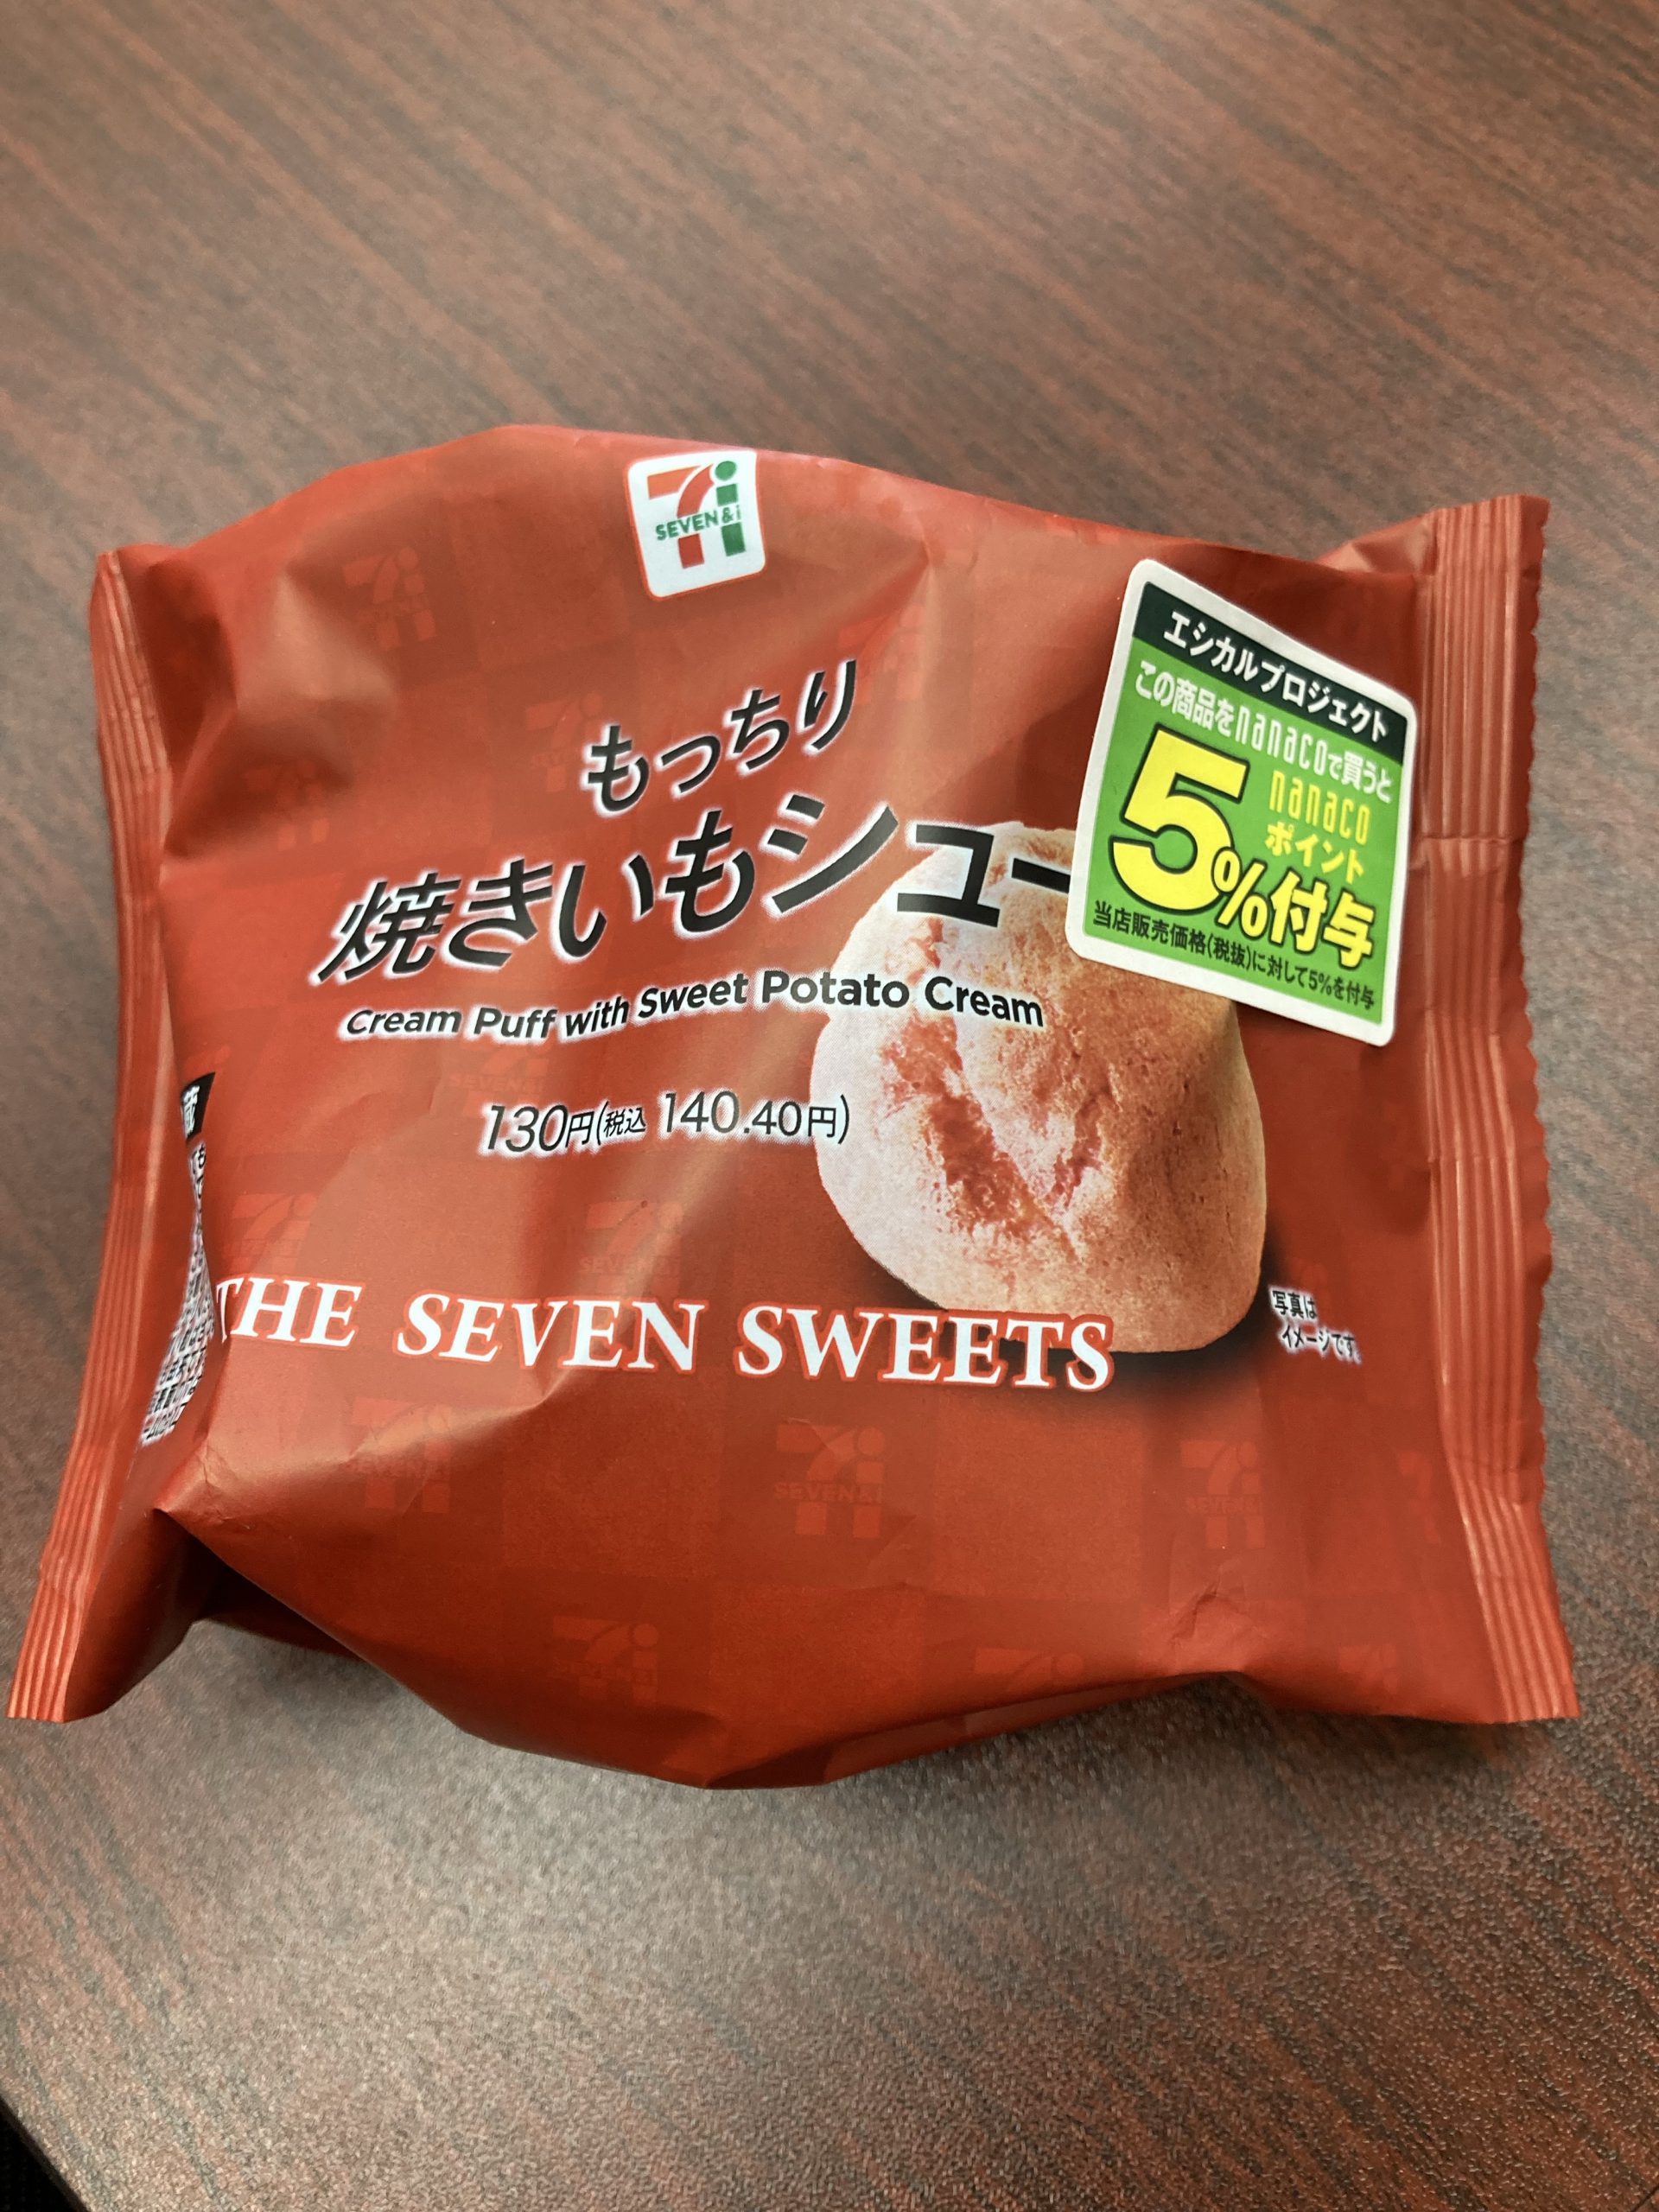 SEVEN&i
もっちり
焼きいもシュー
Cream Puff with Sweet Potato Cream
130円(税込 140.40円)
THE SEVEN SWEETS
写真は
イメージです
エシカルプロジェクト
この商品をnanacoで買うと
nanaco
ポイント
5%付与
当店販売価格(税抜)に対して5%を付与